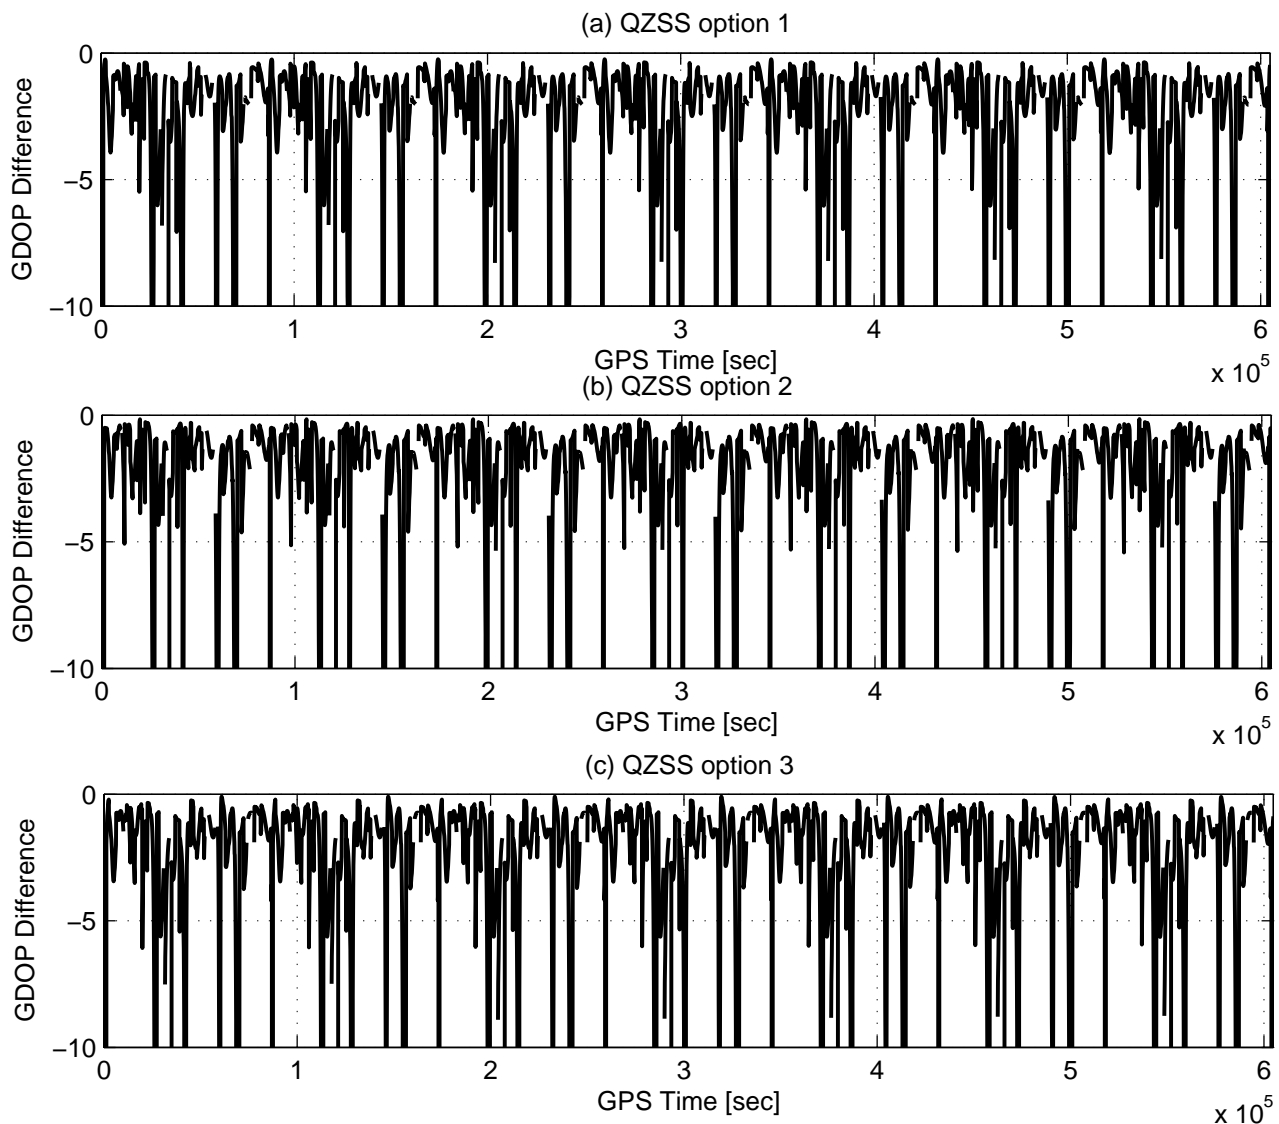 (a) QZSS option 1
GDOP Difference
0
−5
−10
0 1 2 3 4 5 6
GPS Time [sec]
x 10^5
(b) QZSS option 2
GDOP Difference
0
−5
−10
0 1 2 3 4 5 6
GPS Time [sec]
x 10^5
(c) QZSS option 3
GDOP Difference
0
−5
−10
0 1 2 3 4 5 6
GPS Time [sec]
x 10^5